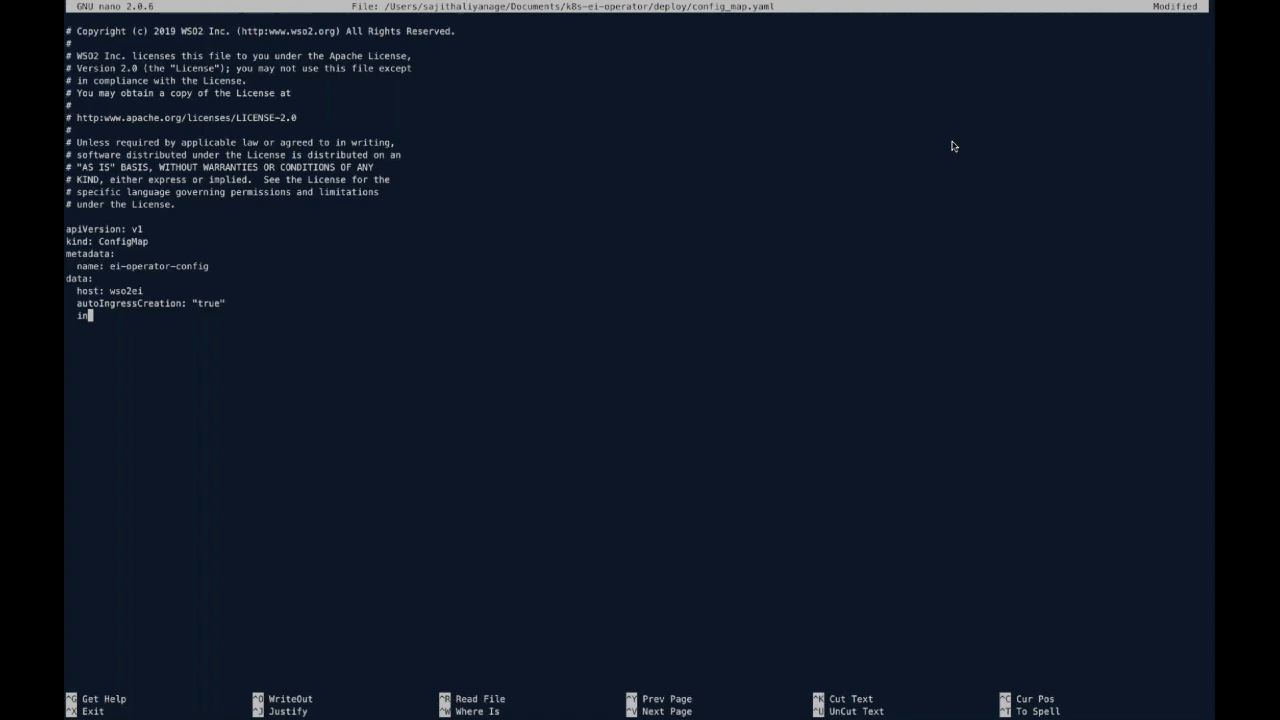 GNU nano 2.0.6 File: /Users/sajithaliyanage/Documents/k8s-ei-operator/deploy/config_map.yaml Modified
# Copyright (c) 2019 WSO2 Inc. (http:www.wso2.org) All Rights Reserved.
#
# WSO2 Inc. licenses this file to you under the Apache License,
# Version 2.0 (the "License"); you may not use this file except
# in compliance with the License.
# You may obtain a copy of the License at
#
# http:www.apache.org/licenses/LICENSE-2.0
#
# Unless required by applicable law or agreed to in writing,
# software distributed under the License is distributed on an
# "AS IS" BASIS, WITHOUT WARRANTIES OR CONDITIONS OF ANY
# KIND, either express or implied.  See the License for the
# specific language governing permissions and limitations
# under the License.
apiVersion: v1
kind: ConfigMap
metadata:
  name: ei-operator-config
data:
  host: wso2ei
  autoIngressCreation: "true"
  in
^G Get Help ^O WriteOut ^R Read File ^Y Prev Page ^K Cut Text ^C Cur Pos
^X Exit ^J Justify ^W Where Is ^V Next Page ^U UnCut Text ^T To Spell